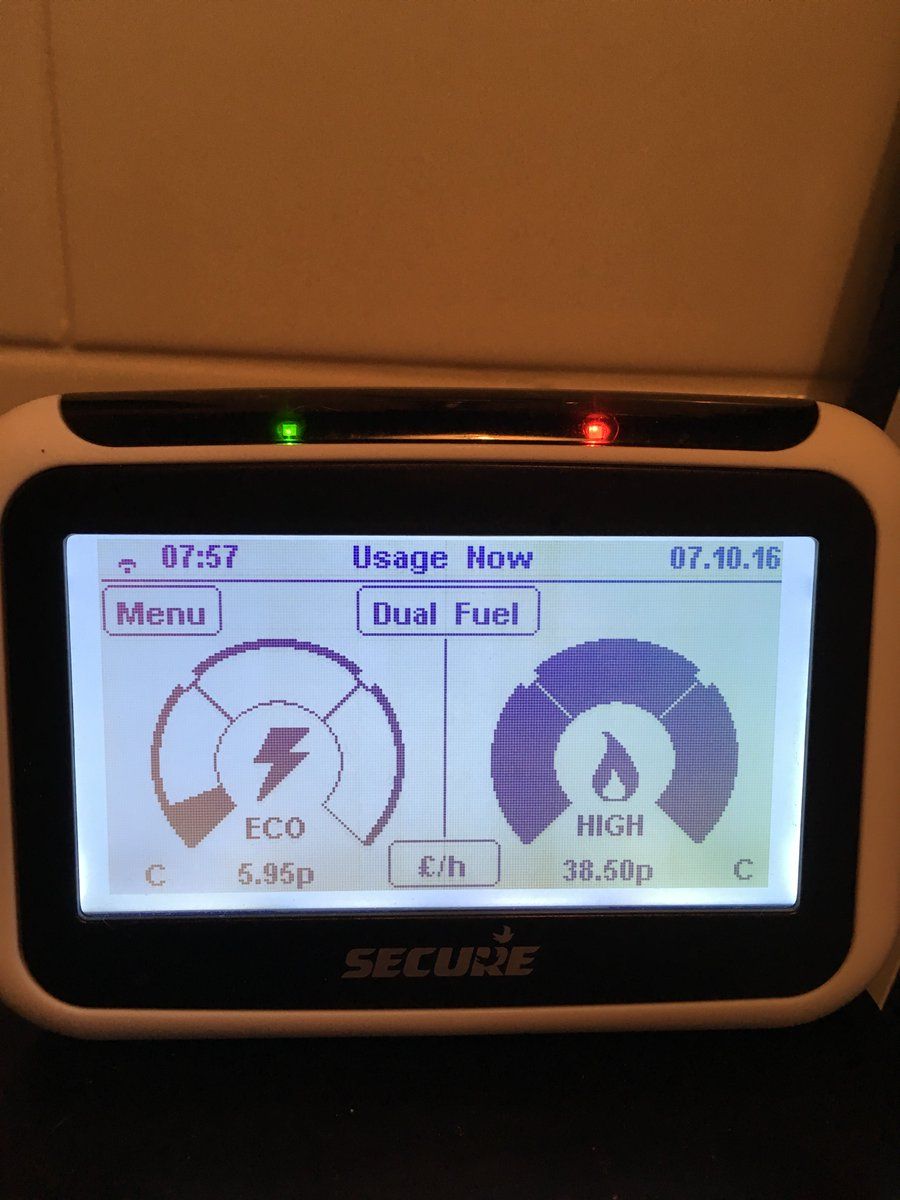 07:57 Usage Now 07.10.16
Menu Dual Fuel
ECO HIGH
C 5.95p £/h 38.50p C
SECURE